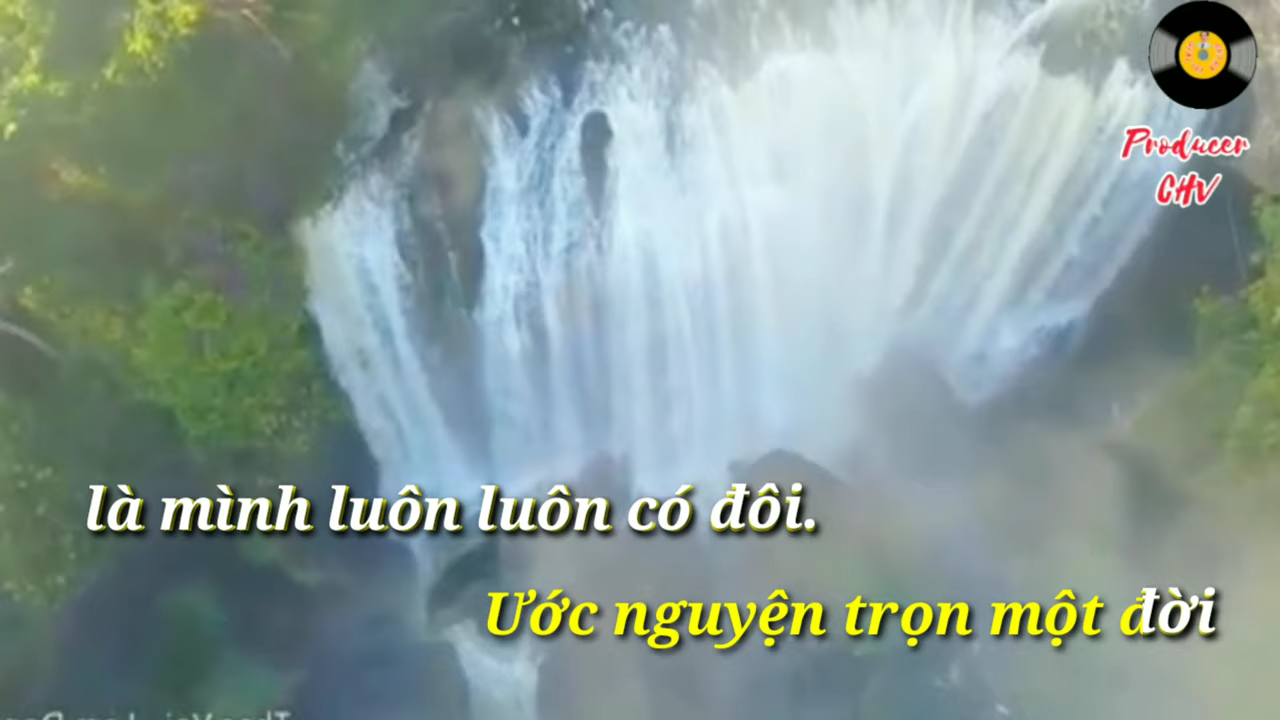 Producer
CHV
là mình luôn luôn có đôi.
Ước nguyện trọn một đời